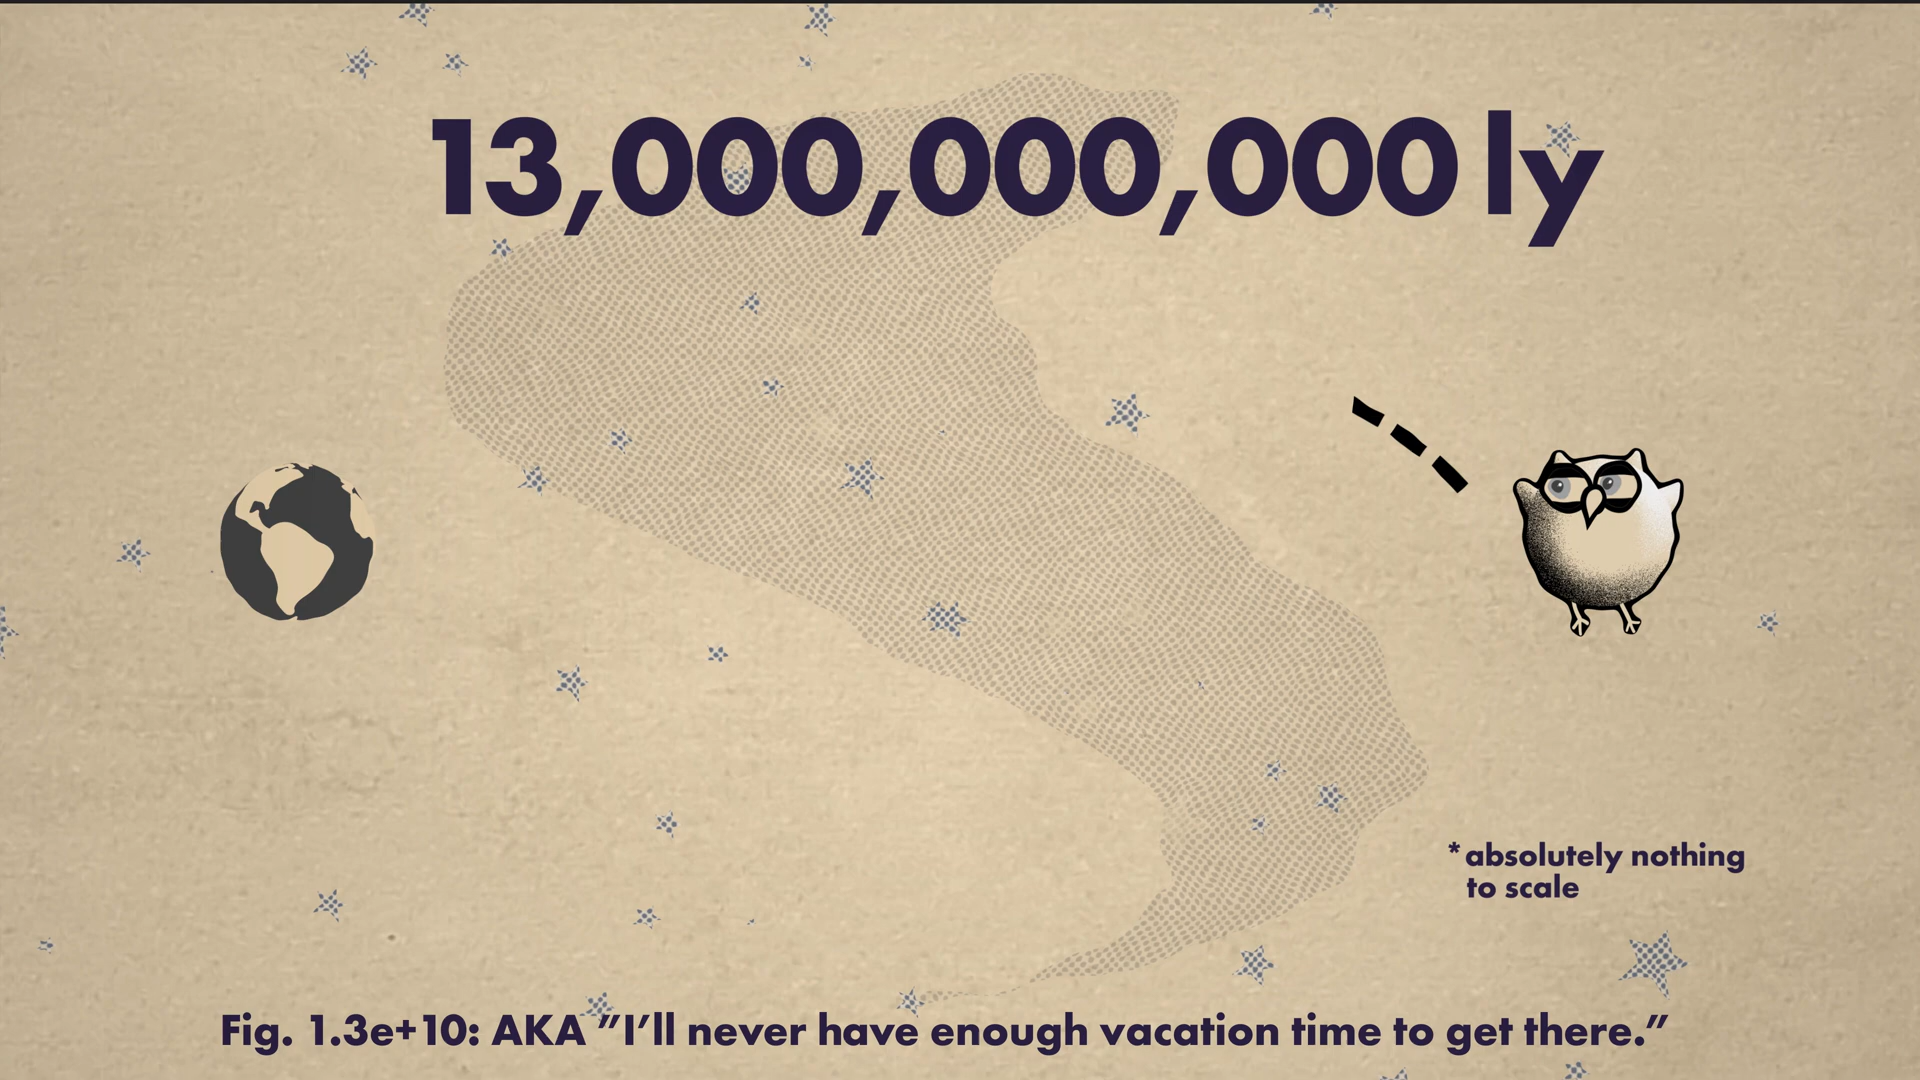 13,000,000,000 ly
*absolutely nothing
to scale
Fig. 1.3e+10: AKA ”I’ll never have enough vacation time to get there.”